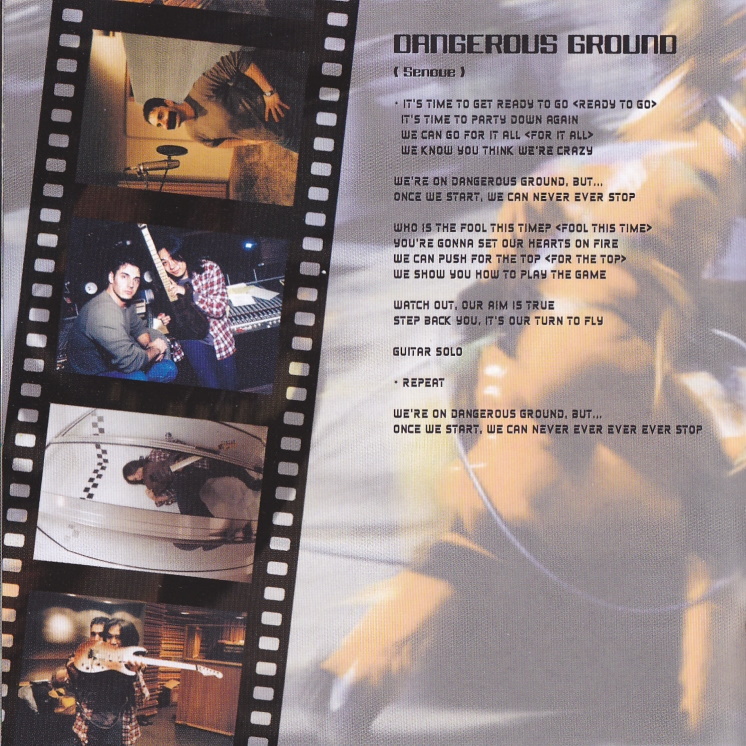 DANGEROUS GROUND
( Senoue )
· IT'S TIME TO GET READY TO GO <READY TO GO>
IT'S TIME TO PARTY DOWN AGAIN
WE CAN GO FOR IT ALL <FOR IT ALL>
WE KNOW YOU THINK WE'RE CRAZY
WE'RE ON DANGEROUS GROUND, BUT...
ONCE WE START, WE CAN NEVER EVER STOP
WHO IS THE FOOL THIS TIME? <FOOL THIS TIME>
YOU'RE GONNA SET OUR HEARTS ON FIRE
WE CAN PUSH FOR THE TOP <FOR THE TOP>
WE SHOW YOU HOW TO PLAY THE GAME
WATCH OUT, OUR AIM IS TRUE
STEP BACK YOU, IT'S OUR TURN TO FLY
GUITAR SOLO
· REPEAT
WE'RE ON DANGEROUS GROUND, BUT...
ONCE WE START, WE CAN NEVER EVER EVER EVER STOP